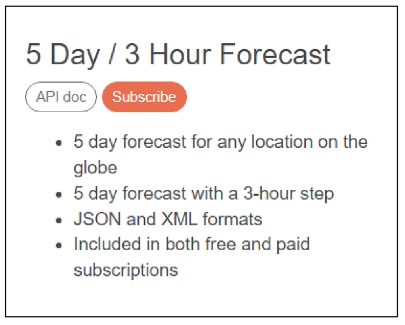 5 Day / 3 Hour Forecast
API doc Subscribe
• 5 day forecast for any location on the
globe
• 5 day forecast with a 3-hour step
• JSON and XML formats
• Included in both free and paid
subscriptions